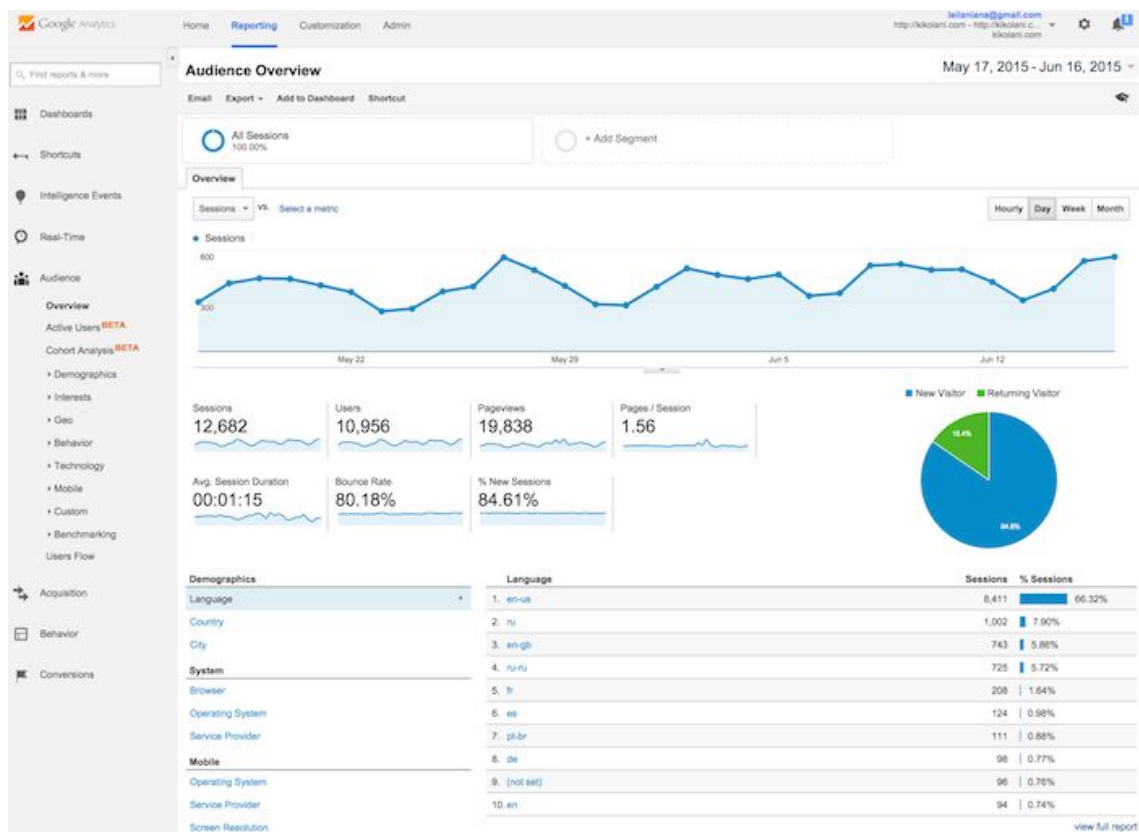 Google Analytics
Home Reporting Customization Admin
leilaniana@gmail.com
http://kikolani.com - http://kikolani.c...
kikolani.com
1
Find reports & more
Audience Overview
May 17, 2015 - Jun 16, 2015
Email Export Add to Dashboard Shortcut
Dashboards
Shortcuts
Intelligence Events
Real-Time
Audience
Overview
Active Users BETA
Cohort Analysis BETA
Demographics
Interests
Geo
Behavior
Technology
Mobile
Custom
Benchmarking
Users Flow
Acquisition
Behavior
Conversions
All Sessions
100.00%
+ Add Segment
Overview
Sessions VS. Select a metric
Hourly Day Week Month
Sessions
600
300
May 22 May 29 Jun 5 Jun 12
New Visitor Returning Visitor
Sessions Users Pageviews Pages / Session
12,682 10,956 19,838 1.56
15.4%
Avg. Session Duration Bounce Rate % New Sessions
00:01:15 80.18% 84.61%
84.6%
Demographics
Language
Country
City
System
Browser
Operating System
Service Provider
Mobile
Operating System
Service Provider
Screen Resolution
Language Sessions % Sessions
1. en-us 8,411 66.32%
2. ru 1,002 7.90%
3. en-gb 743 5.86%
4. ru-ru 725 5.72%
5. fr 208 1.64%
6. es 124 0.98%
7. pt-br 111 0.88%
8. de 98 0.77%
9. (not set) 96 0.76%
10. en 94 0.74%
view full report